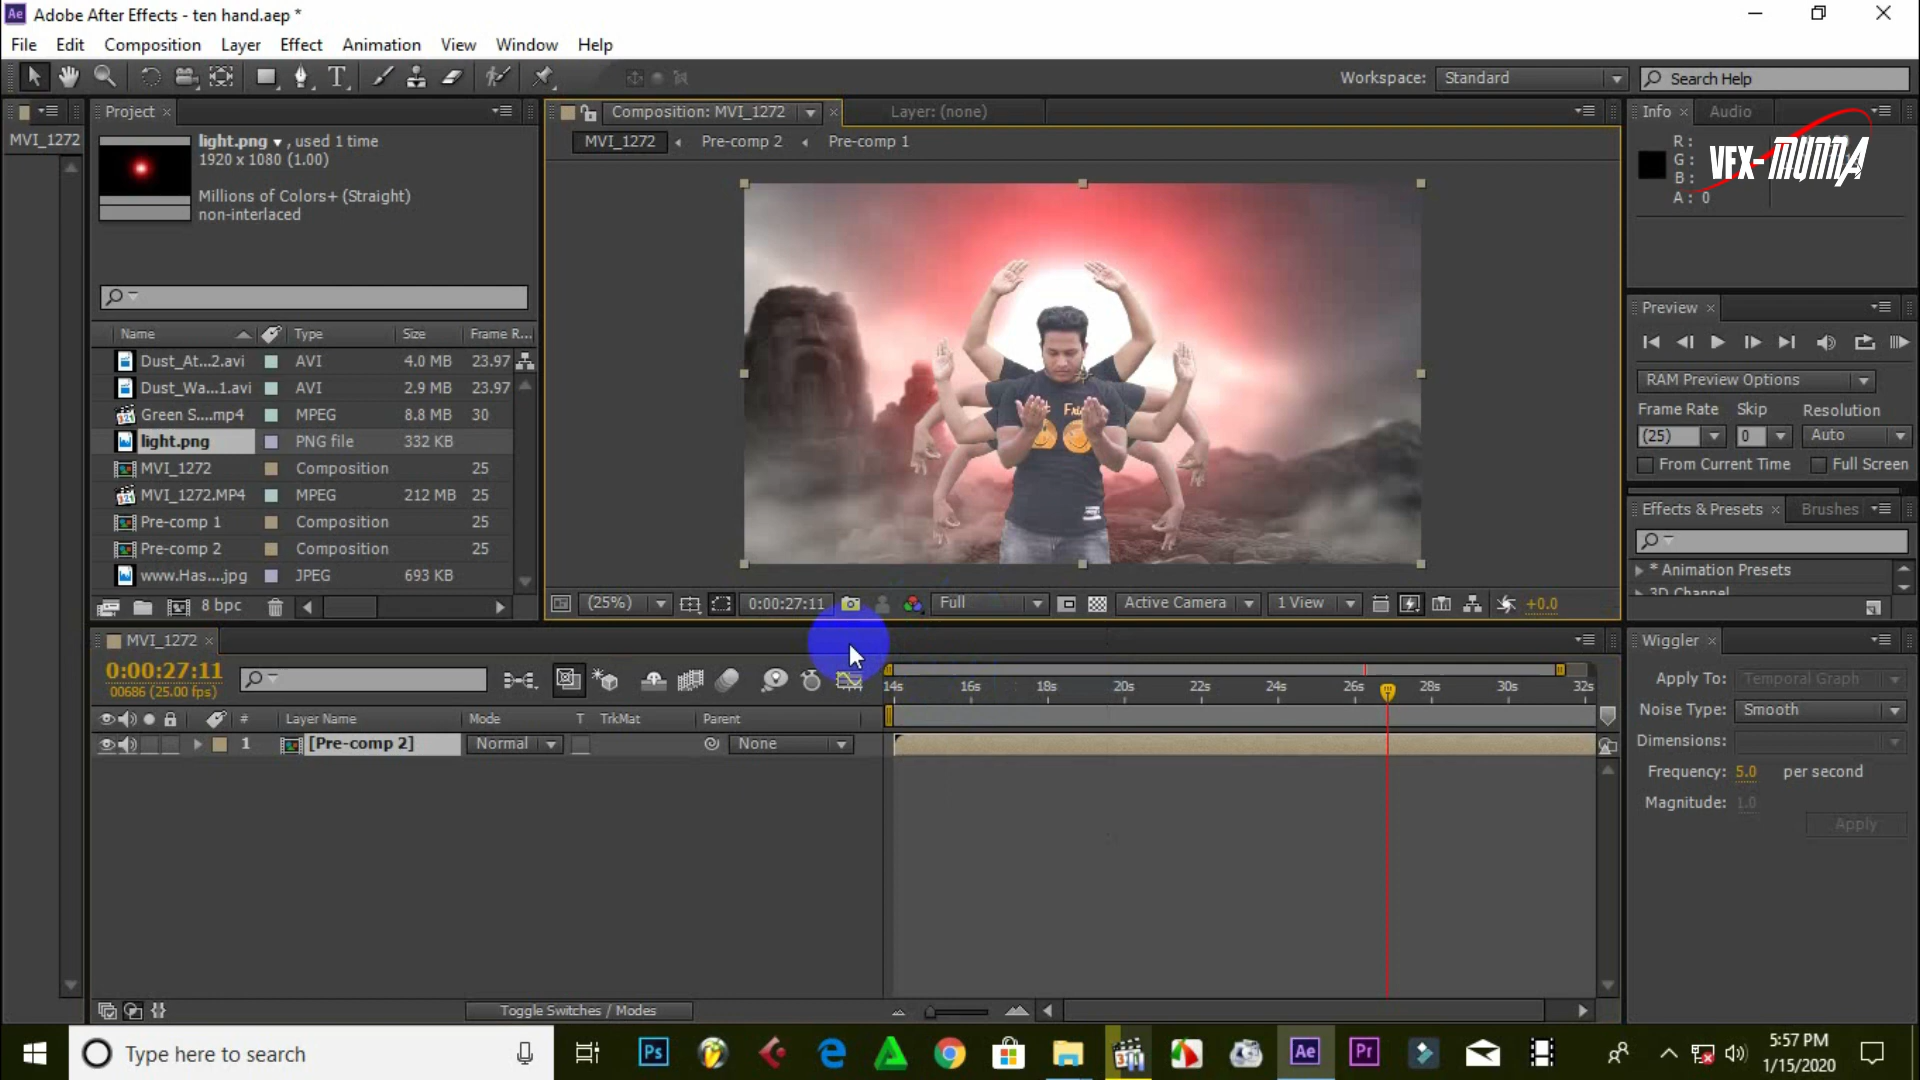 Adobe After Effects - ten hand.aep *
File Edit Composition Layer Effect Animation View Window Help
Workspace: Standard Search Help
MVI_1272
Project
light.png , used 1 time
1920 x 1080 (1.00)
Millions of Colors+ (Straight)
non-interlaced
Name Type Size Frame R...
Dust_At...2.avi AVI 4.0 MB 23.97
Dust_Wa...1.avi AVI 2.9 MB 23.97
Green S....mp4 MPEG 8.8 MB 30
light.png PNG file 332 KB
MVI_1272 Composition 25
MVI_1272.MP4 MPEG 212 MB 25
Pre-comp 1 Composition 25
Pre-comp 2 Composition 25
www.Has....jpg JPEG 693 KB
8 bpc
Composition: MVI_1272 Layer: (none)
MVI_1272 Pre-comp 2 Pre-comp 1
(25%) 0:00:27:11 Full Active Camera 1 View +0.0
Info Audio
R :
G :
B :
A : 0
VFX-MUNNA
Preview
RAM Preview Options
Frame Rate Skip Resolution
(25) 0 Auto
From Current Time Full Screen
Effects & Presets Brushes
* Animation Presets
3D Channel
MVI_1272
0:00:27:11
00686 (25.00 fps)
14s 16s 18s 20s 22s 24s 26s 28s 30s 32s
# Layer Name Mode T TrkMat Parent
1 [Pre-comp 2] Normal None
Toggle Switches / Modes
Wiggler
Apply To: Temporal Graph
Noise Type: Smooth
Dimensions:
Frequency: 5.0 per second
Magnitude: 1.0
Apply
Type here to search
Ps
Ae
Pr
5:57 PM
1/15/2020